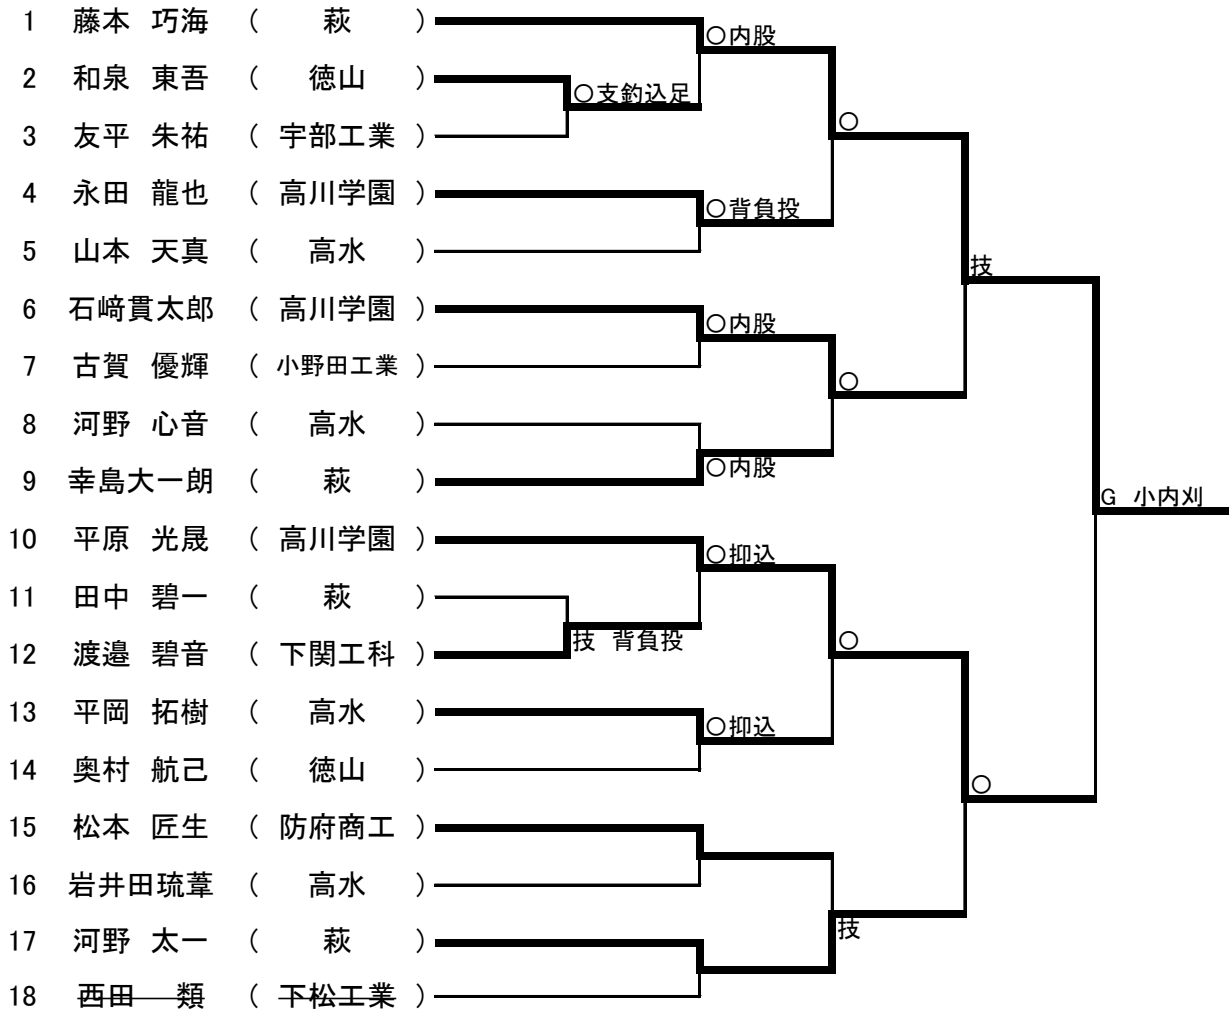 1 藤本 巧海 ( 萩 )
○内股
2 和泉 東吾 ( 徳山 )
○支釣込足
3 友平 朱祐 ( 宇部工業 )
○
4 永田 龍也 ( 高川学園 )
○背負投
5 山本 天真 ( 高水 )
技
6 石﨑貫太郎 ( 高川学園 )
○内股
7 古賀 優輝 ( 小野田工業 )
○
8 河野 心音 ( 高水 )
○内股
9 幸島大一朗 ( 萩 )
G 小内刈
10 平原 光晟 ( 高川学園 )
○抑込
11 田中 碧一 ( 萩 )
技 背負投
12 渡邉 碧音 ( 下関工科 )
○
13 平岡 拓樹 ( 高水 )
○抑込
14 奥村 航己 ( 徳山 )
○
15 松本 匠生 ( 防府商工 )
16 岩井田琉葦 ( 高水 )
17 河野 太一 ( 萩 )
技
18 西田 類 ( 下松工業 )